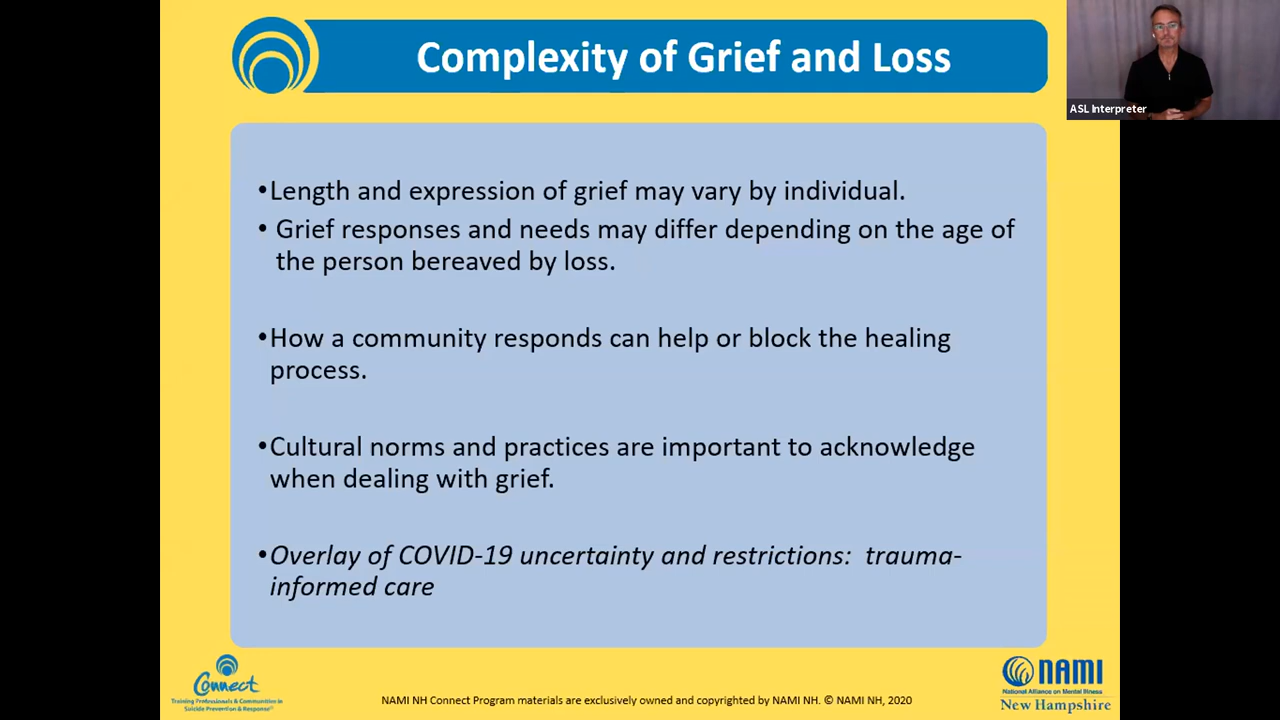 Complexity of Grief and Loss
ASL Interpreter
•Length and expression of grief may vary by individual.
• Grief responses and needs may differ depending on the age of
the person bereaved by loss.
•How a community responds can help or block the healing
process.
•Cultural norms and practices are important to acknowledge
when dealing with grief.
•Overlay of COVID-19 uncertainty and restrictions:  trauma-
informed care
Connect
Training Professionals & Communities in
Suicide Prevention & Response®
NAMI NH Connect Program materials are exclusively owned and copyrighted by NAMI NH. © NAMI NH, 2020
NAMI
National Alliance on Mental Illness
New Hampshire